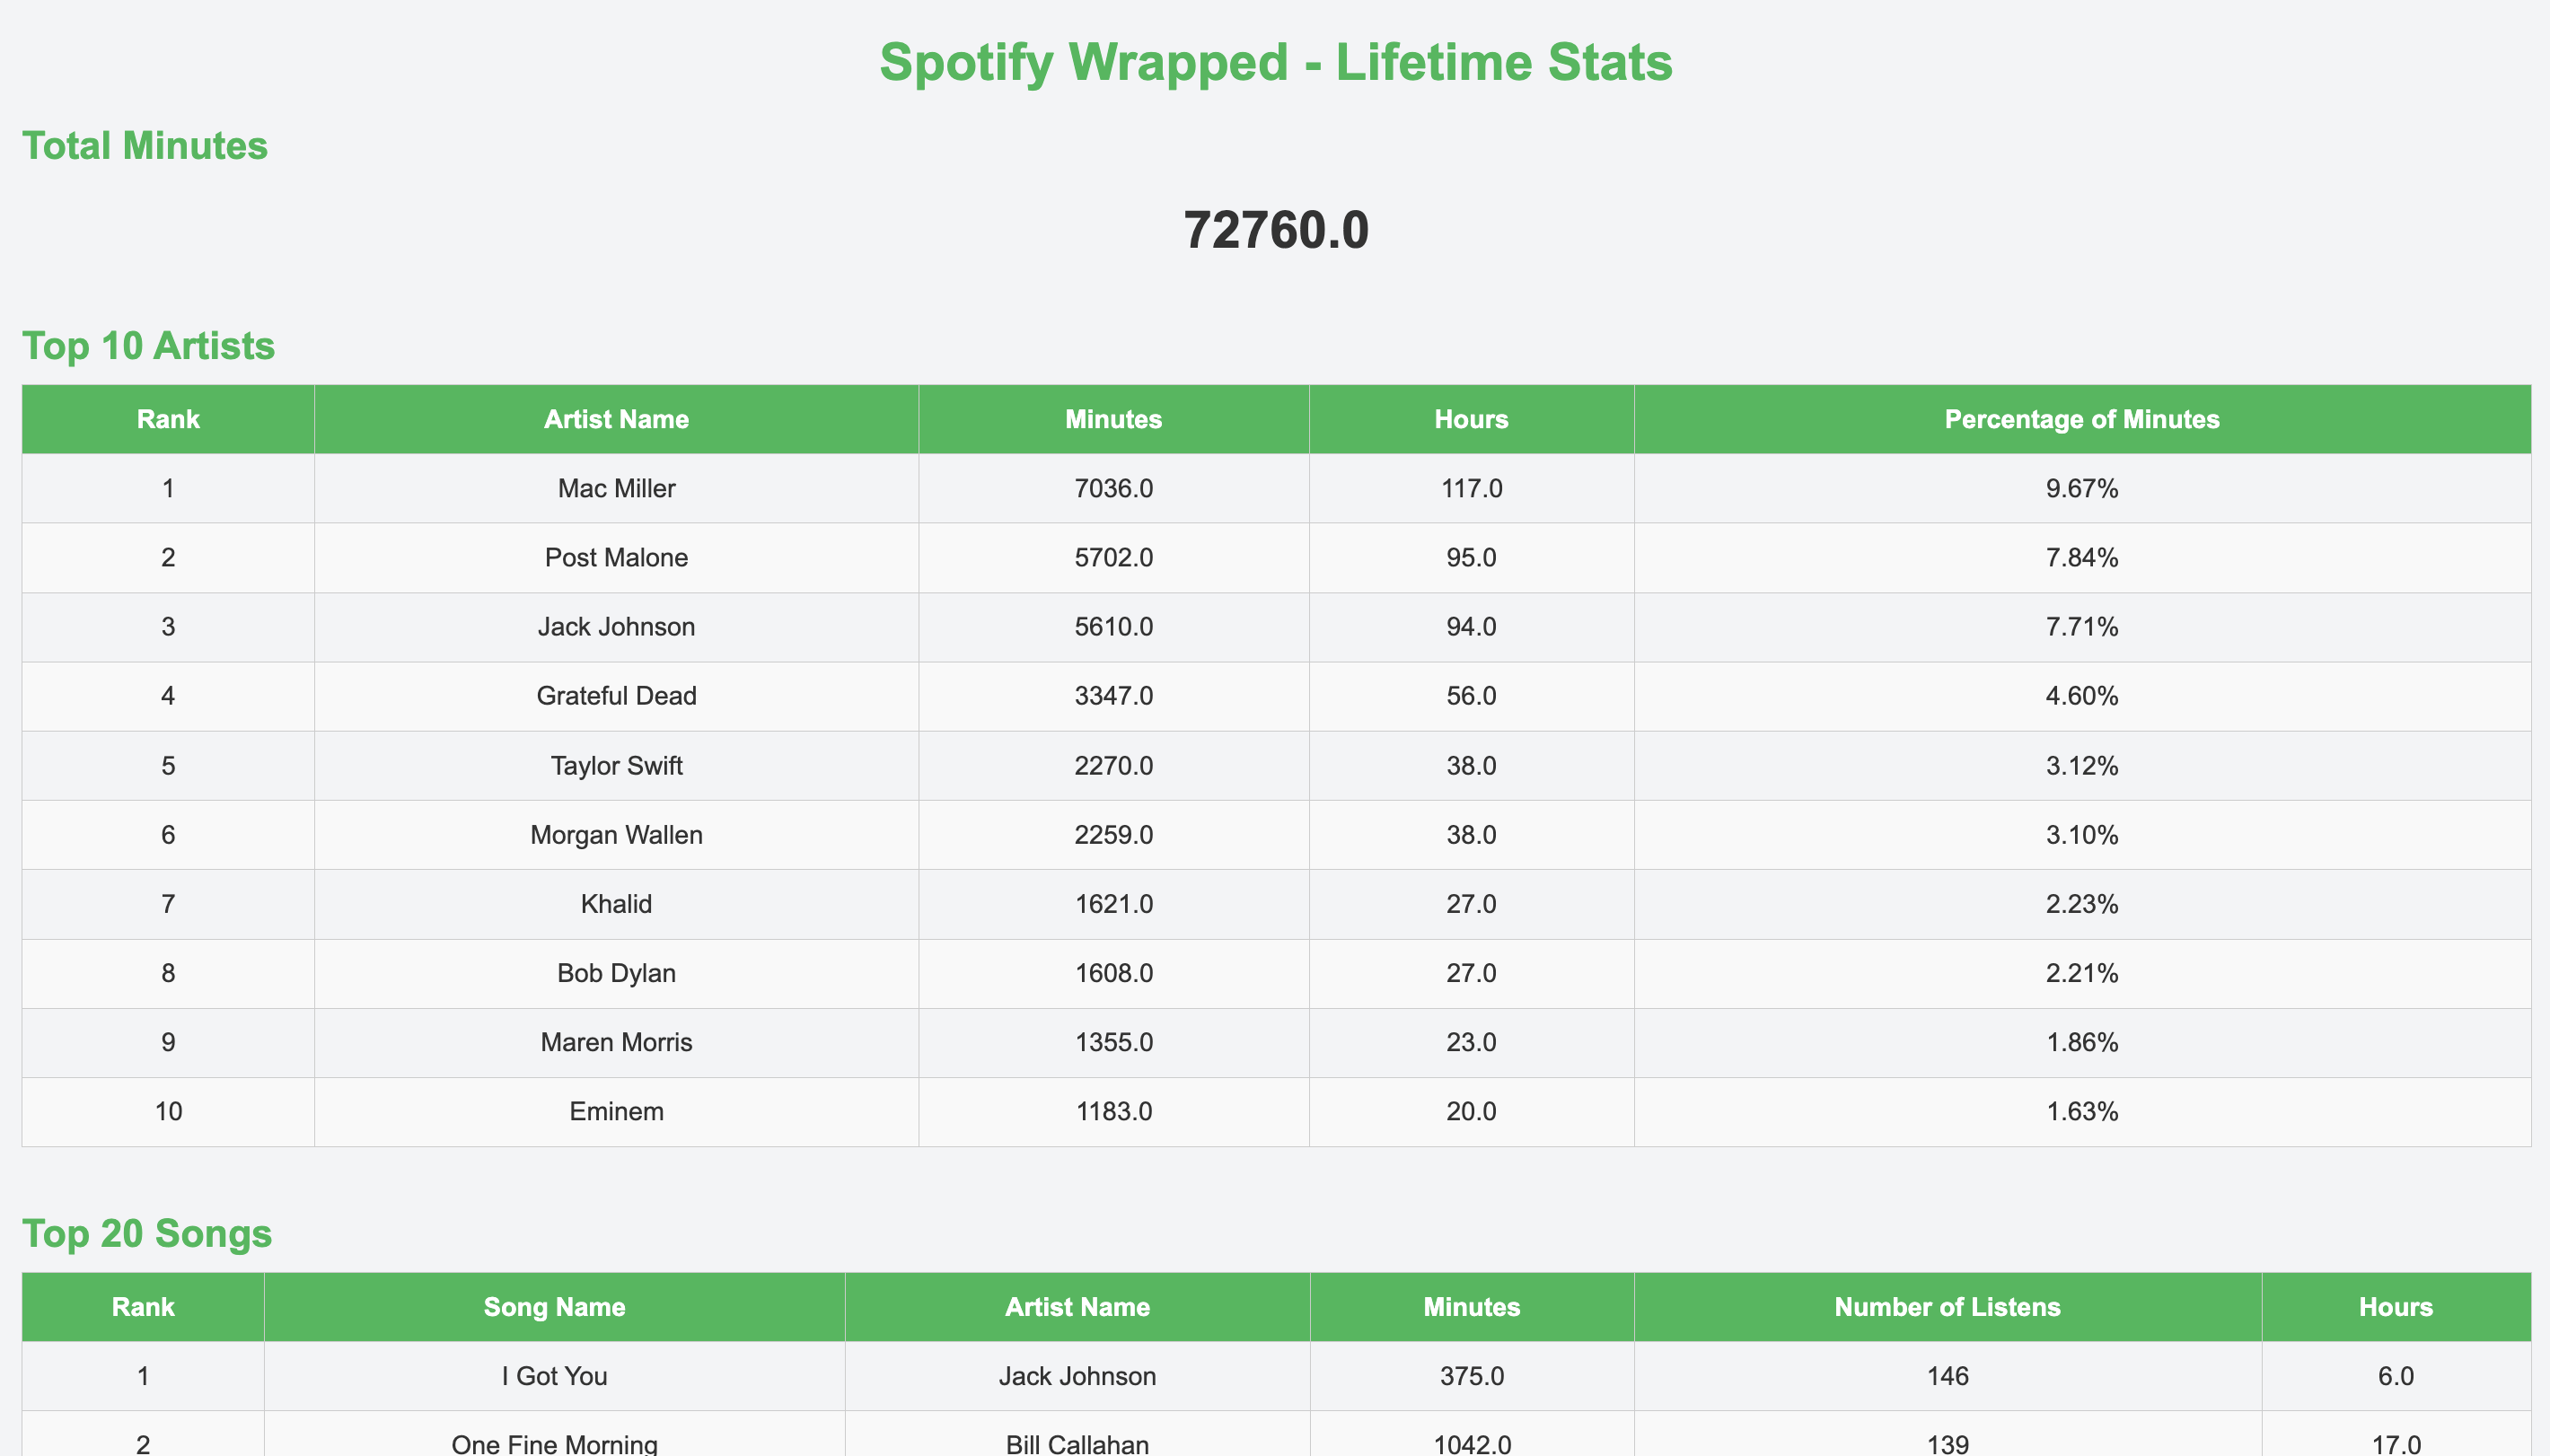 Spotify Wrapped - Lifetime Stats
Total Minutes
72760.0
Top 10 Artists
Rank Artist Name Minutes Hours Percentage of Minutes
1 Mac Miller 7036.0 117.0 9.67%
2 Post Malone 5702.0 95.0 7.84%
3 Jack Johnson 5610.0 94.0 7.71%
4 Grateful Dead 3347.0 56.0 4.60%
5 Taylor Swift 2270.0 38.0 3.12%
6 Morgan Wallen 2259.0 38.0 3.10%
7 Khalid 1621.0 27.0 2.23%
8 Bob Dylan 1608.0 27.0 2.21%
9 Maren Morris 1355.0 23.0 1.86%
10 Eminem 1183.0 20.0 1.63%
Top 20 Songs
Rank Song Name Artist Name Minutes Number of Listens Hours
1 I Got You Jack Johnson 375.0 146 6.0
2 One Fine Morning Bill Callahan 1042.0 139 17.0